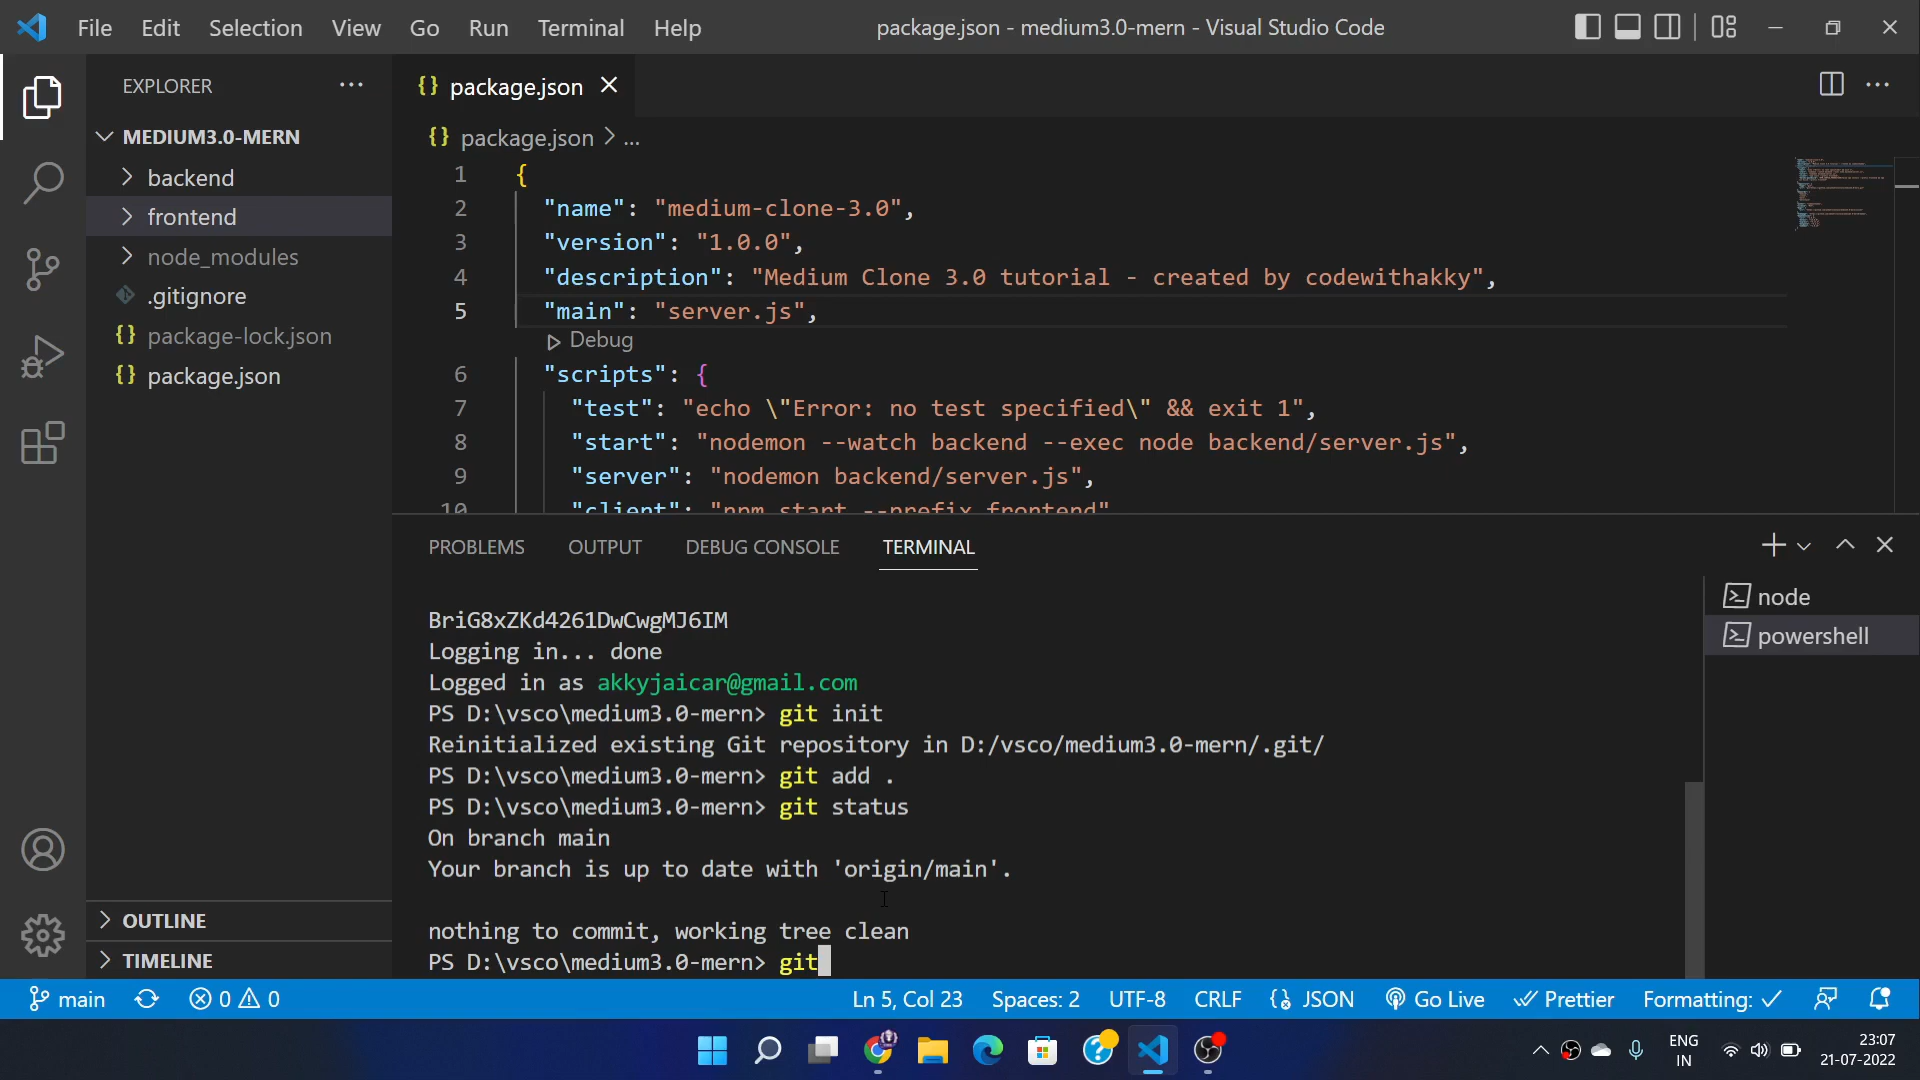 File Edit Selection View Go Run Terminal Help
package.json - medium3.0-mern - Visual Studio Code
EXPLORER
MEDIUM3.0-MERN
backend
frontend
node_modules
.gitignore
{} package-lock.json
{} package.json
OUTLINE
TIMELINE
{} package.json
{} package.json > ...
1 {
2 "name": "medium-clone-3.0",
3 "version": "1.0.0",
4 "description": "Medium Clone 3.0 tutorial - created by codewithakky",
5 "main": "server.js",
Debug
6 "scripts": {
7 "test": "echo \"Error: no test specified\" && exit 1",
8 "start": "nodemon --watch backend --exec node backend/server.js",
9 "server": "nodemon backend/server.js",
10 "client": "npm start --prefix frontend"
PROBLEMS OUTPUT DEBUG CONSOLE TERMINAL
BriG8xZKd4261DwCwgMJ6IM
Logging in... done
Logged in as akkyjaicar@gmail.com
PS D:\vsco\medium3.0-mern> git init
Reinitialized existing Git repository in D:/vsco/medium3.0-mern/.git/
PS D:\vsco\medium3.0-mern> git add .
PS D:\vsco\medium3.0-mern> git status
On branch main
Your branch is up to date with 'origin/main'.
nothing to commit, working tree clean
PS D:\vsco\medium3.0-mern> git
node
powershell
main 0 0 Ln 5, Col 23 Spaces: 2 UTF-8 CRLF {} JSON Go Live Prettier Formatting: ✓
ENG
IN
23:07
21-07-2022